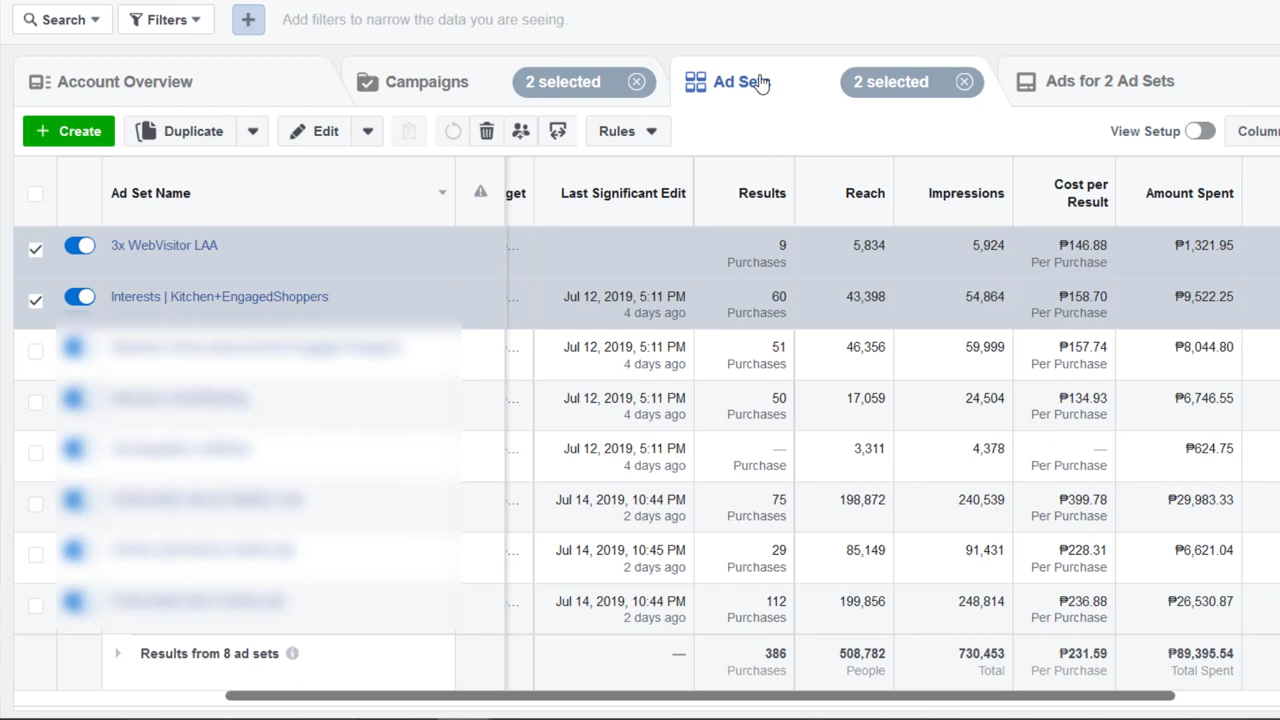 Search Filters + Add filters to narrow the data you are seeing.
Account Overview Campaigns 2 selected Ad Sets 2 selected Ads for 2 Ad Sets
+ Create Duplicate Edit Rules View Setup Colum
Ad Set Name get Last Significant Edit Results Reach Impressions Cost per Result Amount Spent
3x WebVisitor LAA ... 9 5,834 5,924 ₱146.88 ₱1,321.95
Purchases Per Purchase
Interests | Kitchen+EngagedShoppers ... Jul 12, 2019, 5:11 PM 60 43,398 54,864 ₱158.70 ₱9,522.25
4 days ago Purchases Per Purchase
... Jul 12, 2019, 5:11 PM 51 46,356 59,999 ₱157.74 ₱8,044.80
4 days ago Purchases Per Purchase
... Jul 12, 2019, 5:11 PM 50 17,059 24,504 ₱134.93 ₱6,746.55
4 days ago Purchases Per Purchase
... Jul 12, 2019, 5:11 PM — 3,311 4,378 — ₱624.75
4 days ago Purchase Per Purchase
... Jul 14, 2019, 10:44 PM 75 198,872 240,539 ₱399.78 ₱29,983.33
2 days ago Purchases Per Purchase
... Jul 14, 2019, 10:45 PM 29 85,149 91,431 ₱228.31 ₱6,621.04
2 days ago Purchases Per Purchase
... Jul 14, 2019, 10:44 PM 112 199,856 248,814 ₱236.88 ₱26,530.87
2 days ago Purchases Per Purchase
Results from 8 ad sets — 386 508,782 730,453 ₱231.59 ₱89,395.54
Purchases People Total Per Purchase Total Spent